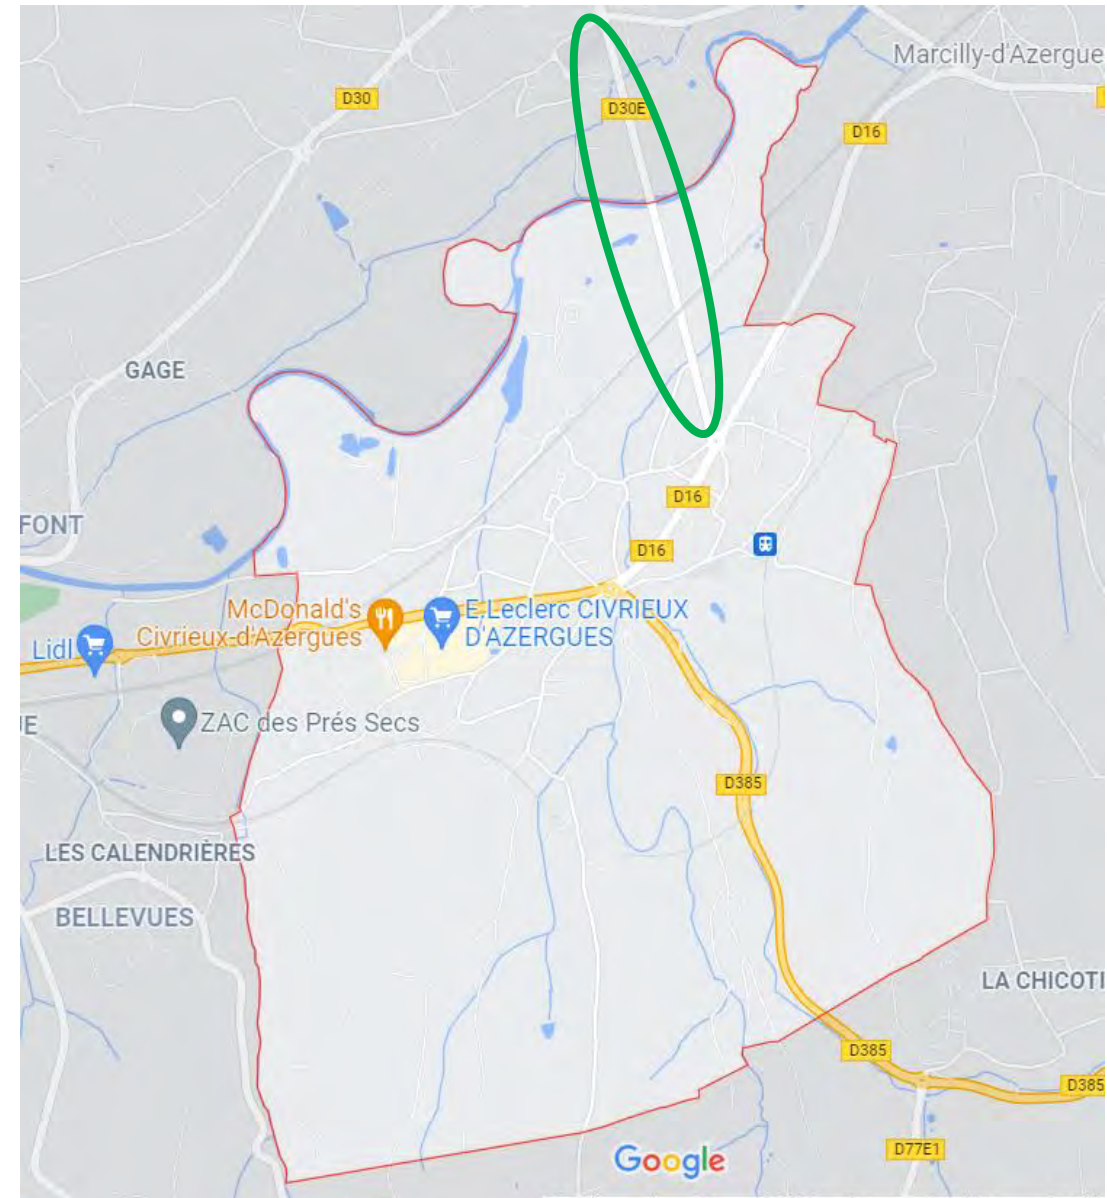 Marcilly-d'Azergue
D30
D30E
D16
GAGE
D16
FONT
D16
McDonald's
Civrieux-d'Azergues
E.Leclerc CIVRIEUX
D'AZERGUES
Lidl
UE
ZAC des Prés Secs
D385
LES CALENDRIÈRES
BELLEVUES
LA CHICOTI
D385
D385
Google
D77E1